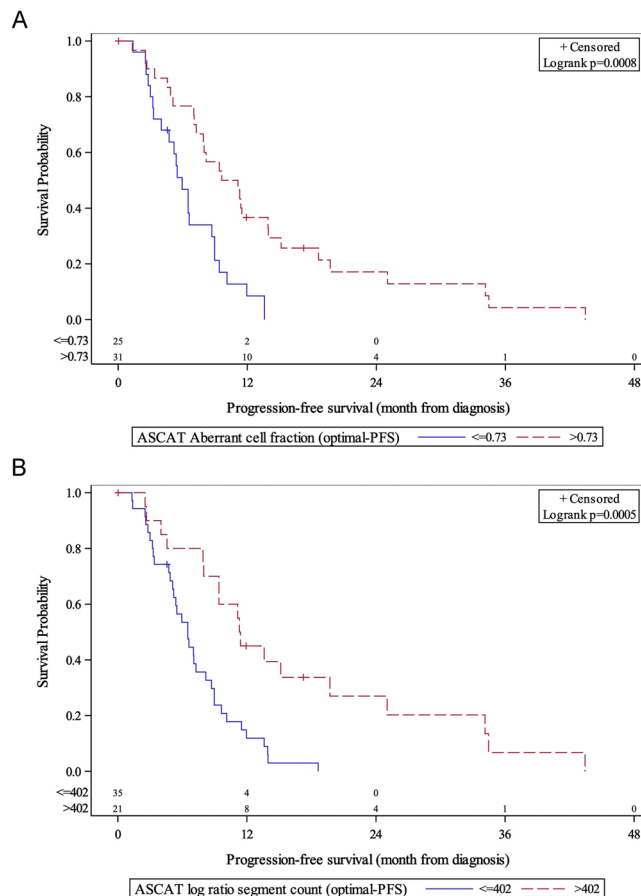 A
1.0
0.8
0.6
0.4
0.2
0.0
Survival Probability
+ Censored
Logrank p=0.0008
<=0.73 25 2 0
>0.73 31 10 4 1 0
0 12 24 36 48
Progression-free survival (month from diagnosis)
ASCAT Aberrant cell fraction (optimal-PFS) <=0.73 >0.73
B
1.0
0.8
0.6
0.4
0.2
0.0
Survival Probability
+ Censored
Logrank p=0.0005
<=402 35 4 0
>402 21 8 4 1 0
0 12 24 36 48
Progression-free survival (month from diagnosis)
ASCAT log ratio segment count (optimal-PFS) <=402 >402